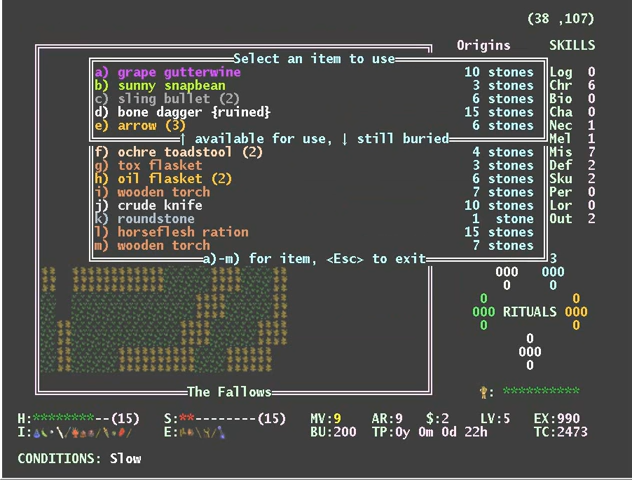 (38 ,107)
Origins SKILLS
Select an item to use
a) grape gutterwine 10 stones Log 0
b) sunny snapbean 3 stones Chr 6
c) sling bullet (2) 6 stones Bio 0
d) bone dagger {ruined} 15 stones Cha 0
e) arrow (3) 6 stones Nec 1
↑ available for use, ↓ still buried Mel 1
f) ochre toadstool (2) 4 stones Mis 7
g) tox flasket 3 stones Def 2
h) oil flasket (2) 6 stones Sku 2
i) wooden torch 7 stones Per 0
j) crude knife 10 stones Lor 0
k) roundstone 1 stone Out 2
l) horseflesh ration 15 stones
m) wooden torch 7 stones
a)-m) for item, <Esc> to exit 3
000 000
0 0
0 0
000 RITUALS 000
0 0
0
000
0
The Fallows : **********
H:********--(15) S:**--------(15) MV:9 AR:9 $:2 LV:5 EX:990
I: E: BU:200 TP:0y 0m 0d 22h TC:2473
CONDITIONS: Slow